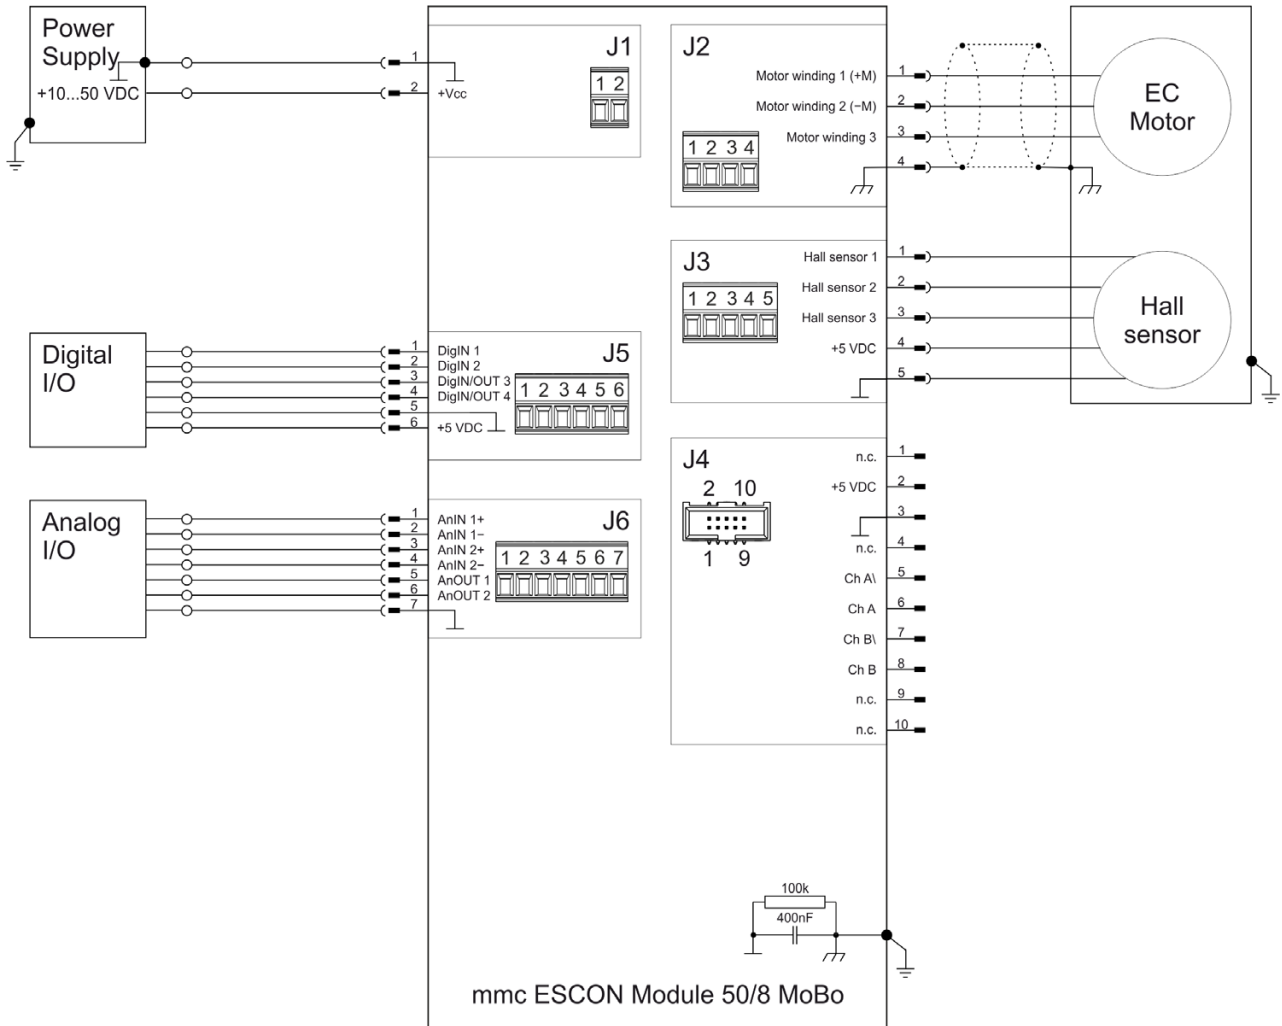 Power
Supply
+10...50 VDC
1
2
+Vcc
J1
1 2
J2
1 2 3 4
Motor winding 1 (+M)
1
Motor winding 2 (−M)
2
Motor winding 3
3
4
EC
Motor
J3
1 2 3 4 5
Hall sensor 1
1
Hall sensor 2
2
Hall sensor 3
3
+5 VDC
4
5
Hall
sensor
Digital
I/O
1
DigIN 1
2
DigIN 2
3
DigIN/OUT 3
4
DigIN/OUT 4
5
6
+5 VDC
J5
1 2 3 4 5 6
Analog
I/O
1
AnIN 1+
2
AnIN 1−
3
AnIN 2+
4
AnIN 2−
5
AnOUT 1
6
AnOUT 2
7
J6
1 2 3 4 5 6 7
J4
2 10
1 9
n.c.
1
+5 VDC
2
3
n.c.
4
Ch A\
5
Ch A
6
Ch B\
7
Ch B
8
n.c.
9
n.c.
10
100k
400nF
mmc ESCON Module 50/8 MoBo